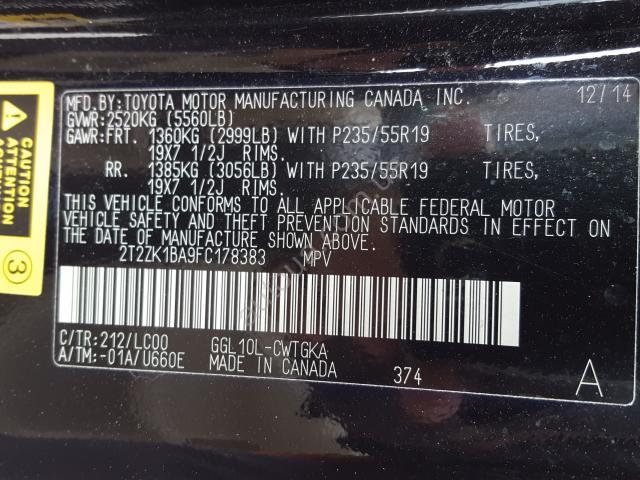 MFD. BY:TOYOTA MOTOR MANUFACTURING CANADA INC. 12/14
GVWR:2520KG (5560LB)
GAWR:FRT. 1360KG (2999LB) WITH P235/55R19 TIRES,
19X7 1/2J RIMS.
RR. 1385KG (3056LB) WITH P235/55R19 TIRES,
19X7 1/2J RIMS.
THIS VEHICLE CONFORMS TO ALL APPLICABLE FEDERAL MOTOR
VEHICLE SAFETY AND THEFT PREVENTION STANDARDS IN EFFECT
ON THE DATE OF MANUFACTURE SHOWN ABOVE.
2T2ZK1BA9FC178383 MPV
C/TR:212/LC00 GGL10L-CWTGKA
A/TM:-01A/U660E MADE IN CANADA 374 A
CAUTION
ATTENTION
3